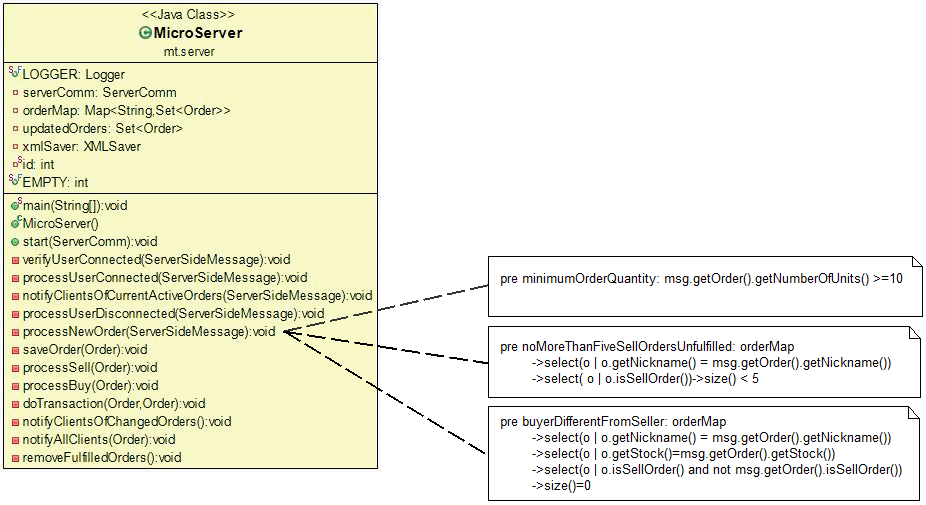 <<Java Class>>
MicroServer
mt.server
LOGGER: Logger
serverComm: ServerComm
orderMap: Map<String,Set<Order>>
updatedOrders: Set<Order>
xmlSaver: XMLSaver
id: int
EMPTY: int
main(String[]):void
MicroServer()
start(ServerComm):void
verifyUserConnected(ServerSideMessage):void
processUserConnected(ServerSideMessage):void
notifyClientsOfCurrentActiveOrders(ServerSideMessage):void
processUserDisconnected(ServerSideMessage):void
processNewOrder(ServerSideMessage):void
saveOrder(Order):void
processSell(Order):void
processBuy(Order):void
doTransaction(Order,Order):void
notifyClientsOfChangedOrders():void
notifyAllClients(Order):void
removeFulfilledOrders():void
pre minimumOrderQuantity: msg.getOrder().getNumberOfUnits() >=10
pre noMoreThanFiveSellOrdersUnfulfilled: orderMap
->select(o | o.getNickname() = msg.getOrder().getNickname())
->select( o | o.isSellOrder())->size() < 5
pre buyerDifferentFromSeller: orderMap
->select(o | o.getNickname() = msg.getOrder().getNickname())
->select(o | o.getStock()=msg.getOrder().getStock())
->select(o | o.isSellOrder() and not msg.getOrder().isSellOrder())
->size()=0